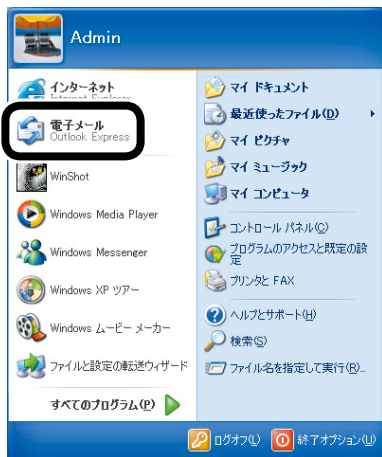 Admin
インターネット
Internet Explorer
電子メール
Outlook Express
WinShot
Windows Media Player
Windows Messenger
Windows XP ツアー
Windows ムービー メーカー
ファイルと設定の転送ウィザード
すべてのプログラム(P)
マイ ドキュメント
最近使ったファイル(D)
マイ ピクチャ
マイ ミュージック
マイ コンピュータ
コントロール パネル(C)
プログラムのアクセスと既定の設
定
プリンタと FAX
ヘルプとサポート(H)
検索(S)
ファイル名を指定して実行(R)...
ログオフ(L)
終了オプション(U)